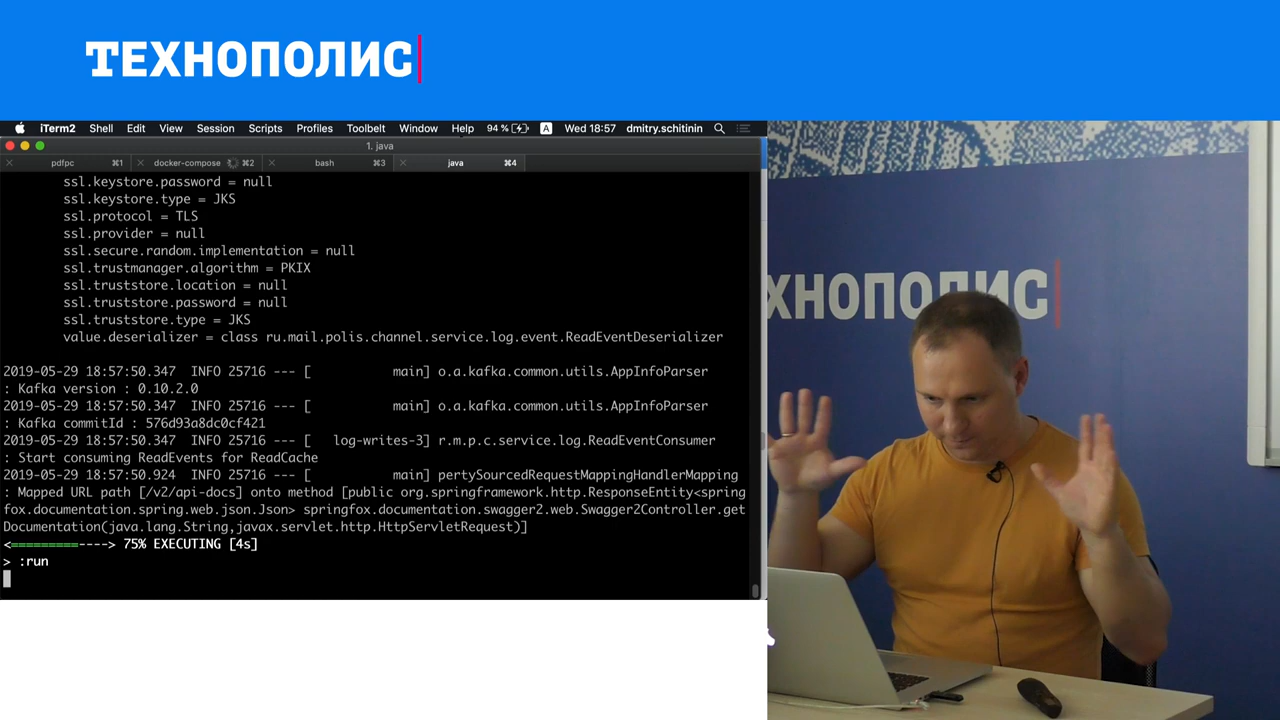 ТЕХНОПОЛИС
iTerm2 Shell Edit View Session Scripts Profiles Toolbelt Window Help 94 % A Wed 18:57 dmitry.schitinin
1. java
pdfpc ⌘1 docker-compose ⌘2 bash ⌘3 java ⌘4
ssl.keystore.password = null
ssl.keystore.type = JKS
ssl.protocol = TLS
ssl.provider = null
ssl.secure.random.implementation = null
ssl.trustmanager.algorithm = PKIX
ssl.truststore.location = null
ssl.truststore.password = null
ssl.truststore.type = JKS
value.deserializer = class ru.mail.polis.channel.service.log.event.ReadEventDeserializer
2019-05-29 18:57:50.347 INFO 25716 --- [ main] o.a.kafka.common.utils.AppInfoParser
: Kafka version : 0.10.2.0
2019-05-29 18:57:50.347 INFO 25716 --- [ main] o.a.kafka.common.utils.AppInfoParser
: Kafka commitId : 576d93a8dc0cf421
2019-05-29 18:57:50.347 INFO 25716 --- [ log-writes-3] r.m.p.c.service.log.ReadEventConsumer
: Start consuming ReadEvents for ReadCache
2019-05-29 18:57:50.924 INFO 25716 --- [ main] pertySourcedRequestMappingHandlerMapping
: Mapped URL path [/v2/api-docs] onto method [public org.springframework.http.ResponseEntity<spring
fox.documentation.spring.web.json.Json> springfox.documentation.swagger2.web.Swagger2Controller.get
Documentation(java.lang.String,javax.servlet.http.HttpServletRequest)]
<=========----> 75% EXECUTING [4s]
> :run
ХНОПОЛИС